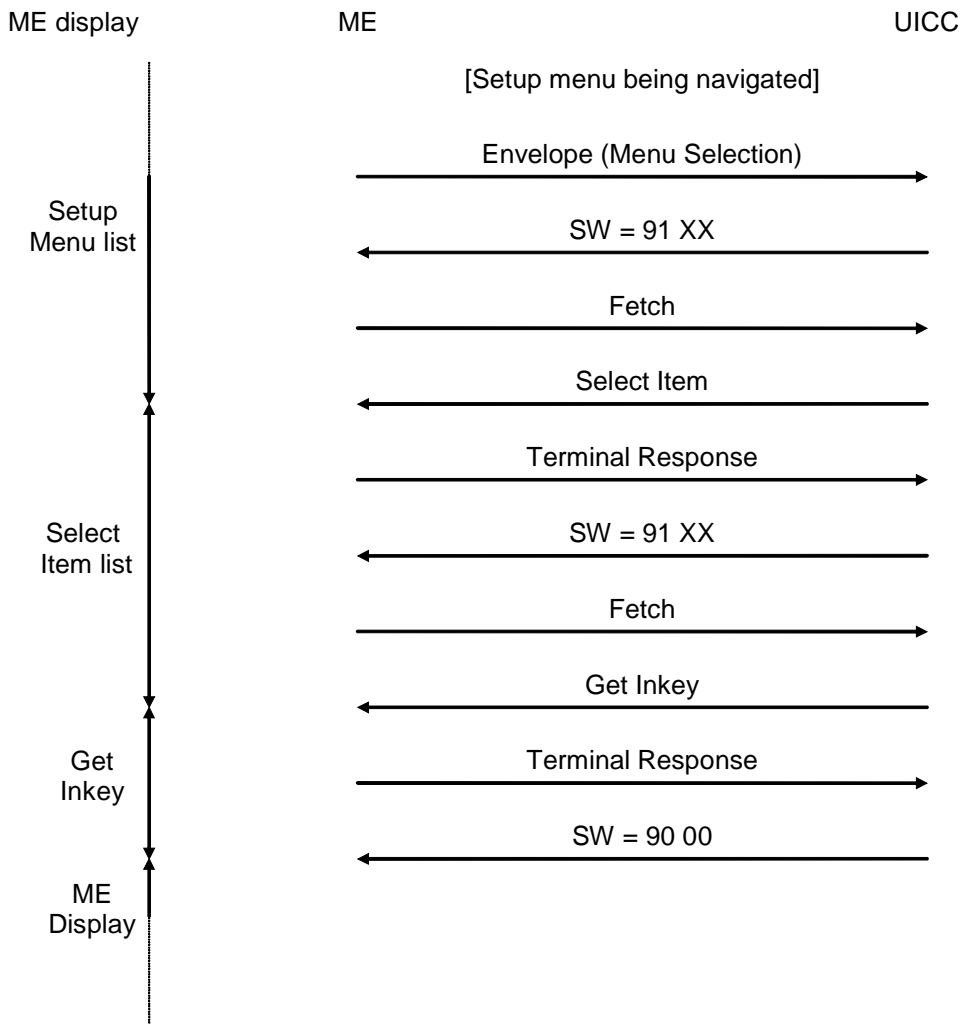 ME display
ME
UICC
[Setup menu being navigated]
Envelope (Menu Selection)
Setup
Menu list
SW = 91 XX
Fetch
Select Item
Terminal Response
Select
Item list
SW = 91 XX
Fetch
Get Inkey
Get
Inkey
Terminal Response
SW = 90 00
ME
Display